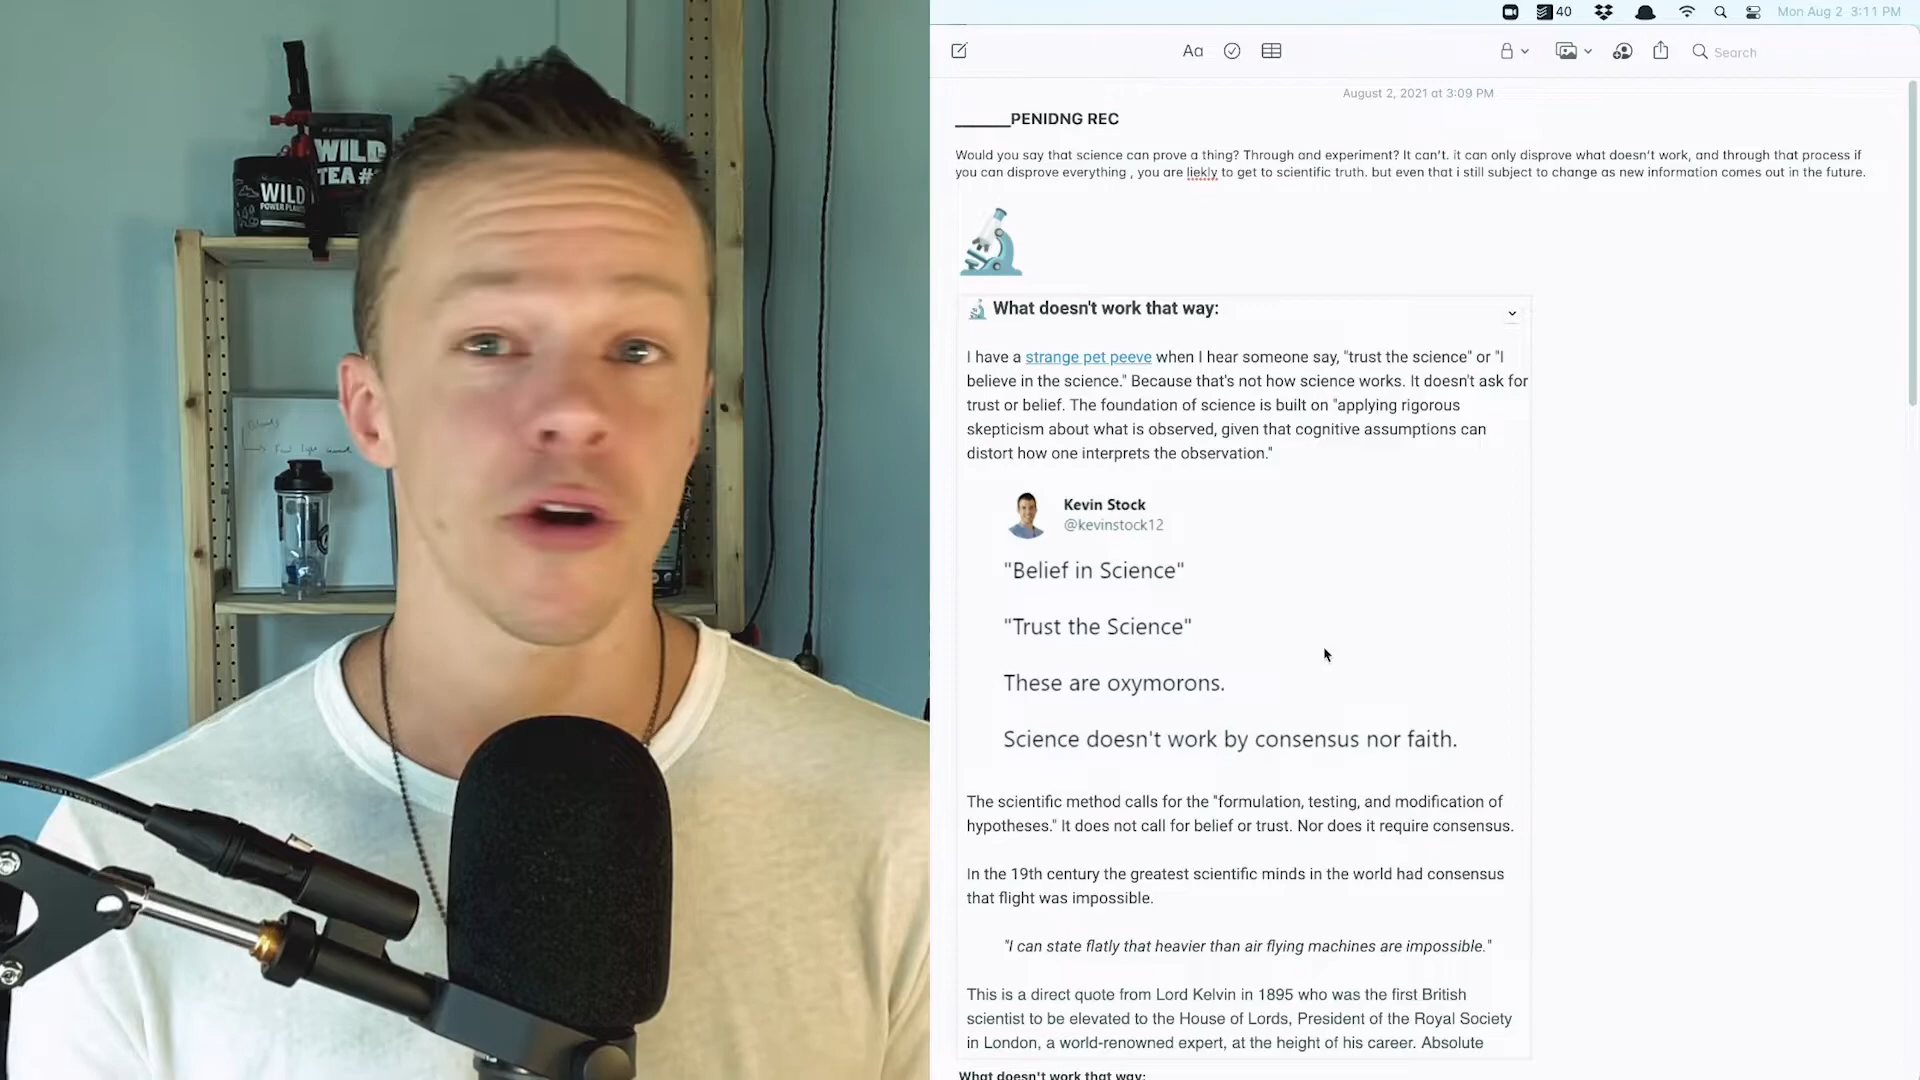 40
Mon Aug 2 3:11 PM
Aa
Search
August 2, 2021 at 3:09 PM
_______PENIDNG REC
Would you say that science can prove a thing? Through and experiment? It can't. it can only disprove what doesn't work, and through that process if
you can disprove everything , you are liekly to get to scientific truth. but even that i still subject to change as new information comes out in the future.
What doesn't work that way:
I have a strange pet peeve when I hear someone say, "trust the science" or "I
believe in the science." Because that's not how science works. It doesn't ask for
trust or belief. The foundation of science is built on "applying rigorous
skepticism about what is observed, given that cognitive assumptions can
distort how one interprets the observation."
Kevin Stock
@kevinstock12
"Belief in Science"
"Trust the Science"
These are oxymorons.
Science doesn't work by consensus nor faith.
The scientific method calls for the "formulation, testing, and modification of
hypotheses." It does not call for belief or trust. Nor does it require consensus.
In the 19th century the greatest scientific minds in the world had consensus
that flight was impossible.
"I can state flatly that heavier than air flying machines are impossible."
This is a direct quote from Lord Kelvin in 1895 who was the first British
scientist to be elevated to the House of Lords, President of the Royal Society
in London, a world-renowned expert, at the height of his career. Absolute
What doesn't work that way:
WILD
TEA #
WILD
POWER PLANT